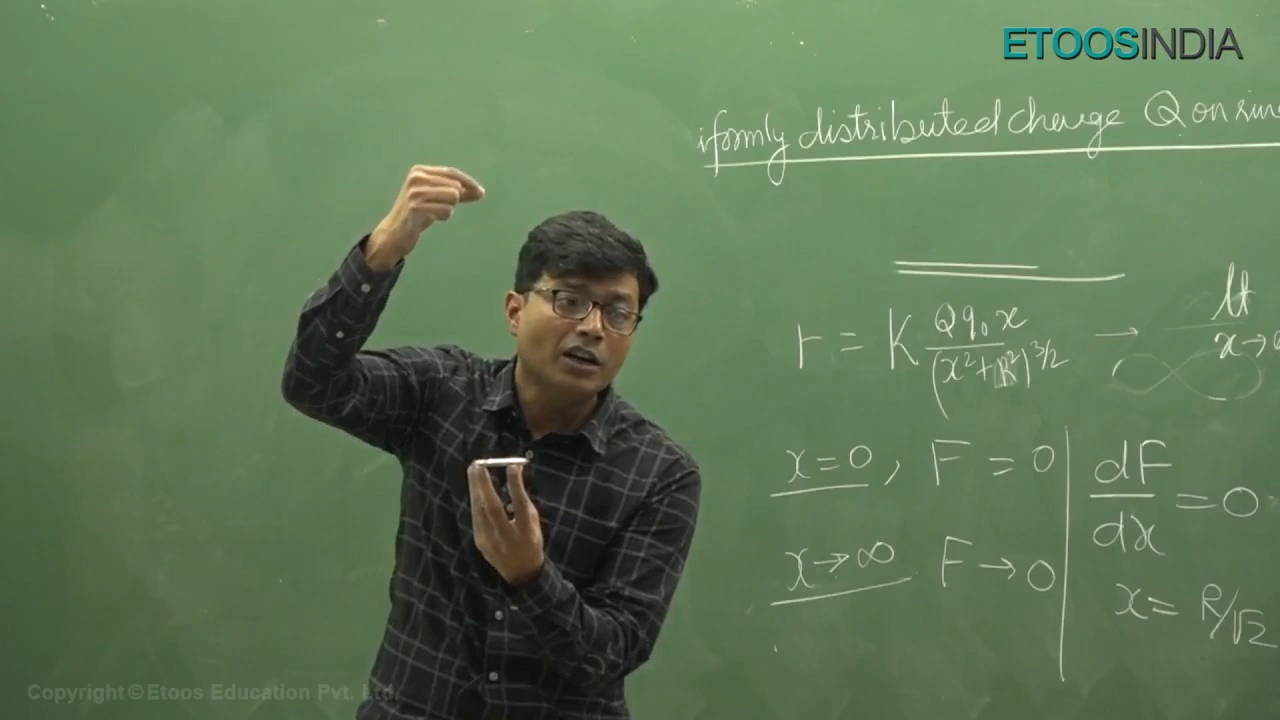 ETOOSINDIA
iformly distributed charge Q on
F = K Qq₀x / (x²+R²)^3/2 → lt x→
x=0, F = 0
dF/dx = 0
x→∞ F→0
x = R/√2
Copyright © Etoos Education Pvt. Ltd.